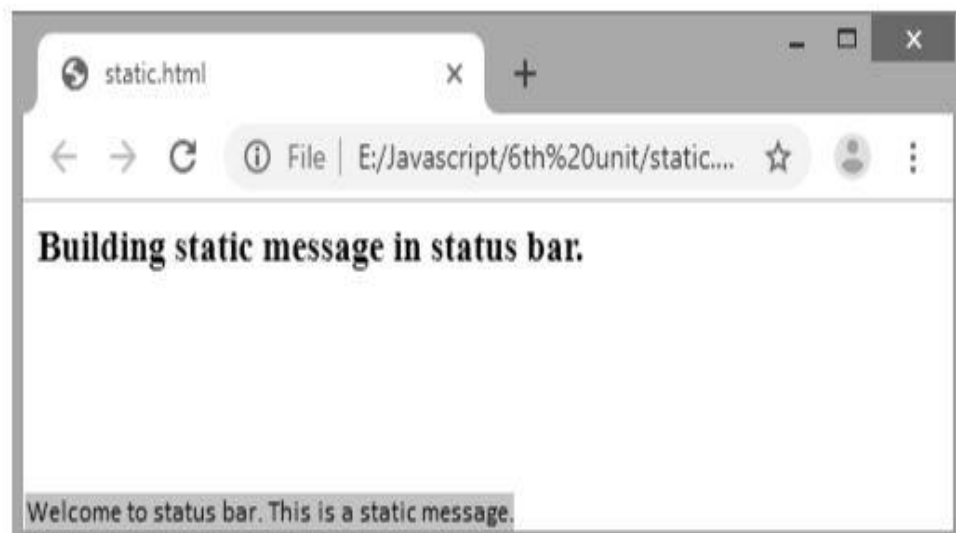 static.html
File | E:/Javascript/6th%20unit/static....
Building static message in status bar.
Welcome to status bar. This is a static message.